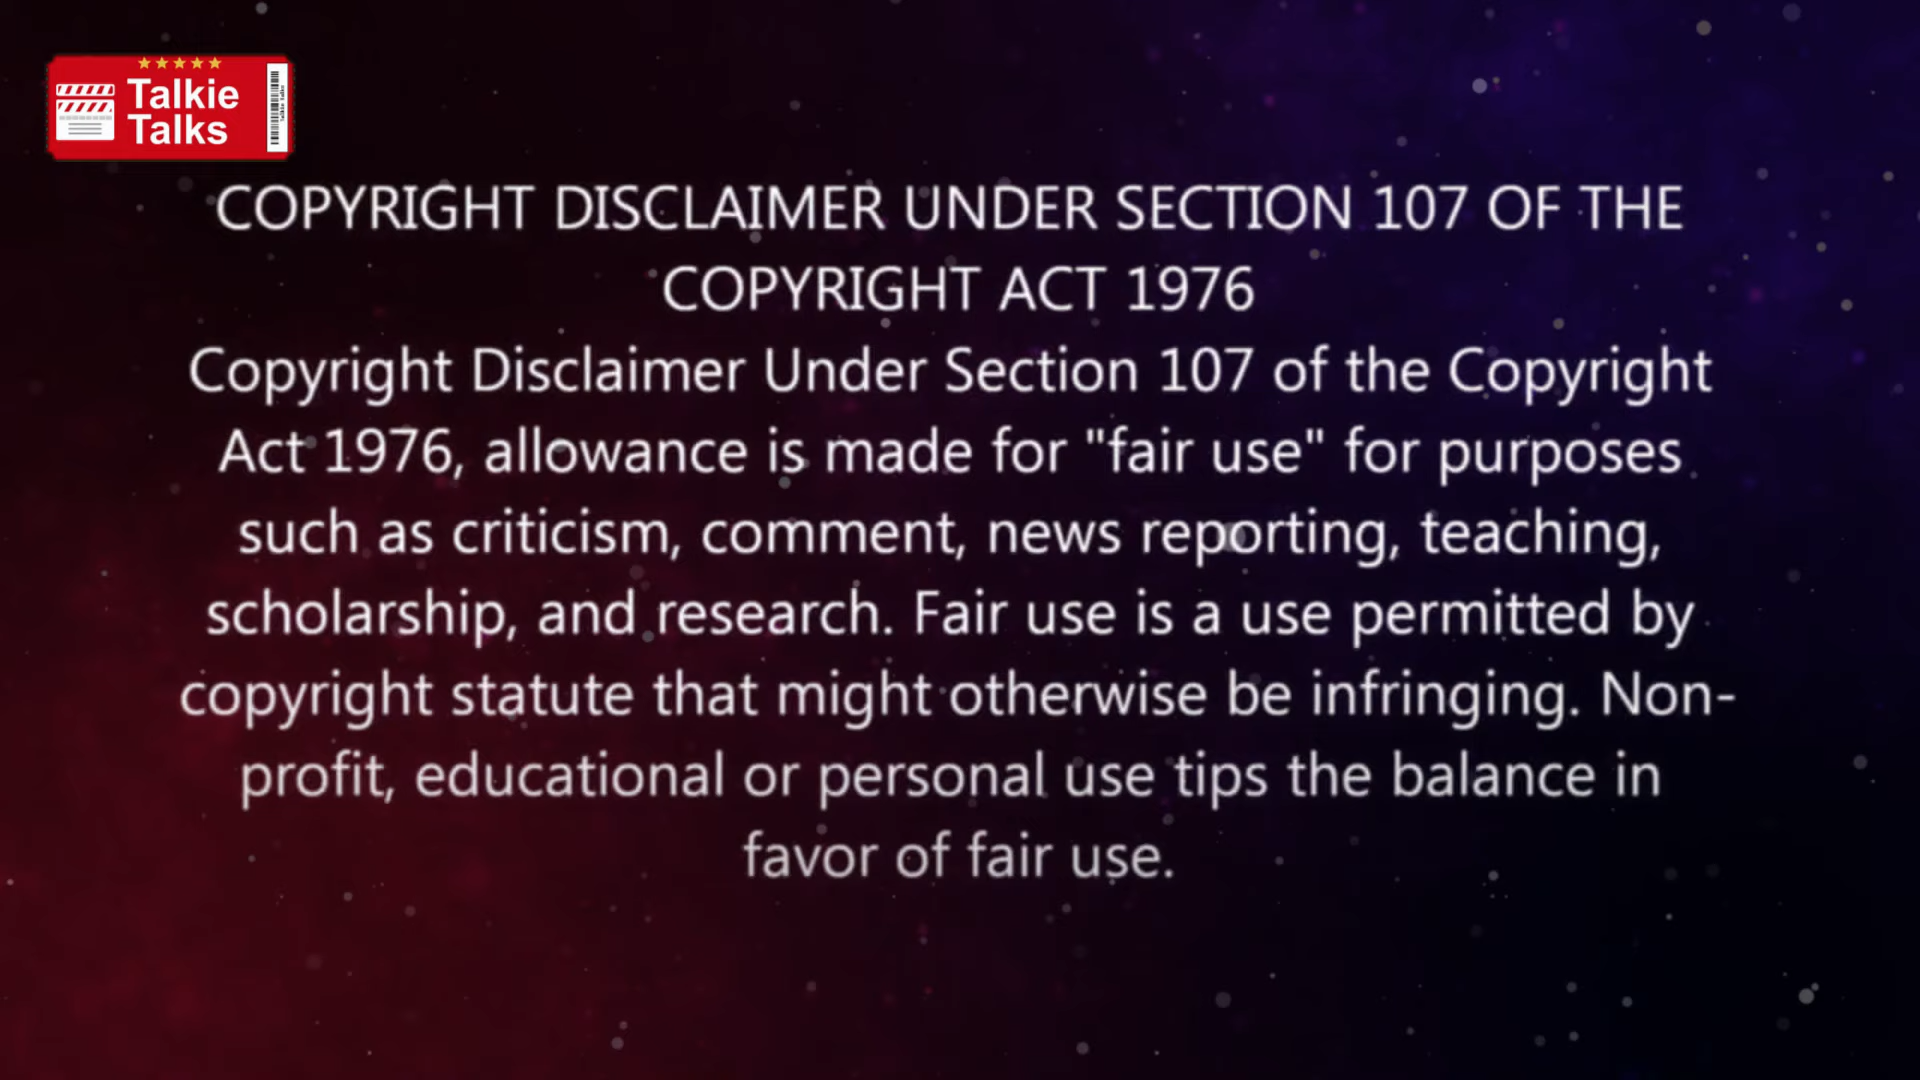 Talkie
Talks
COPYRIGHT DISCLAIMER UNDER SECTION 107 OF THE
COPYRIGHT ACT 1976
Copyright Disclaimer Under Section 107 of the Copyright
Act 1976, allowance is made for "fair use" for purposes
such as criticism, comment, news reporting, teaching,
scholarship, and research. Fair use is a use permitted by
copyright statute that might otherwise be infringing. Non-
profit, educational or personal use tips the balance in
favor of fair use.